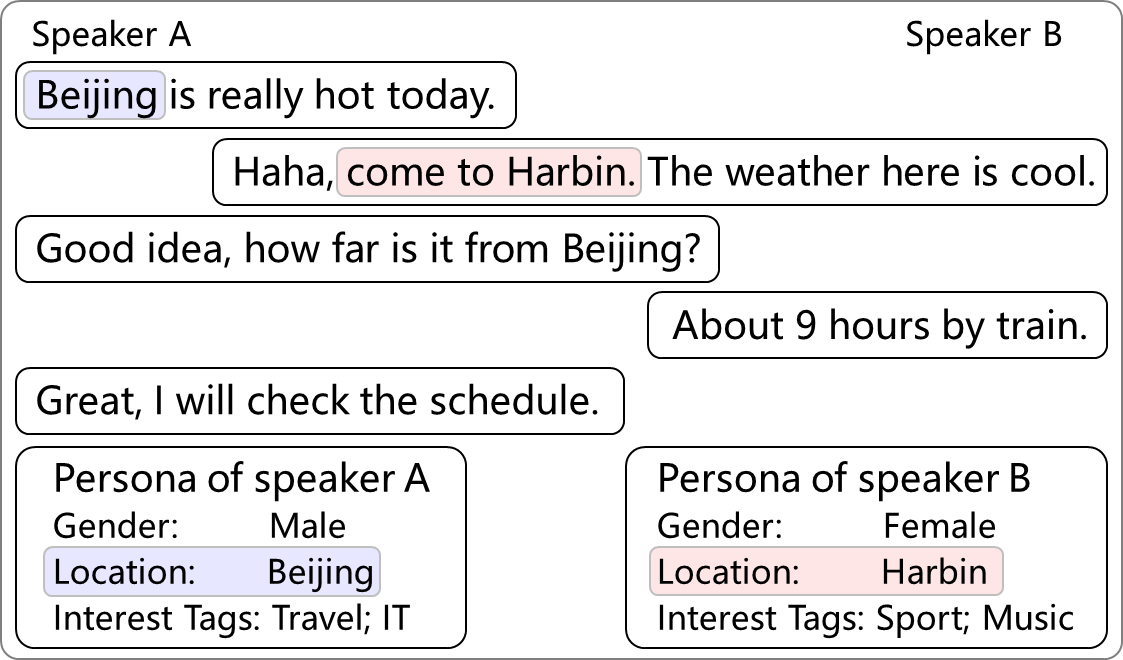 Speaker A
Speaker B
Beijing is really hot today.
Haha, come to Harbin. The weather here is cool.
Good idea, how far is it from Beijing?
About 9 hours by train.
Great, I will check the schedule.
Persona of speaker A
Gender: Male
Location: Beijing
Interest Tags: Travel; IT
Persona of speaker B
Gender: Female
Location: Harbin
Interest Tags: Sport; Music